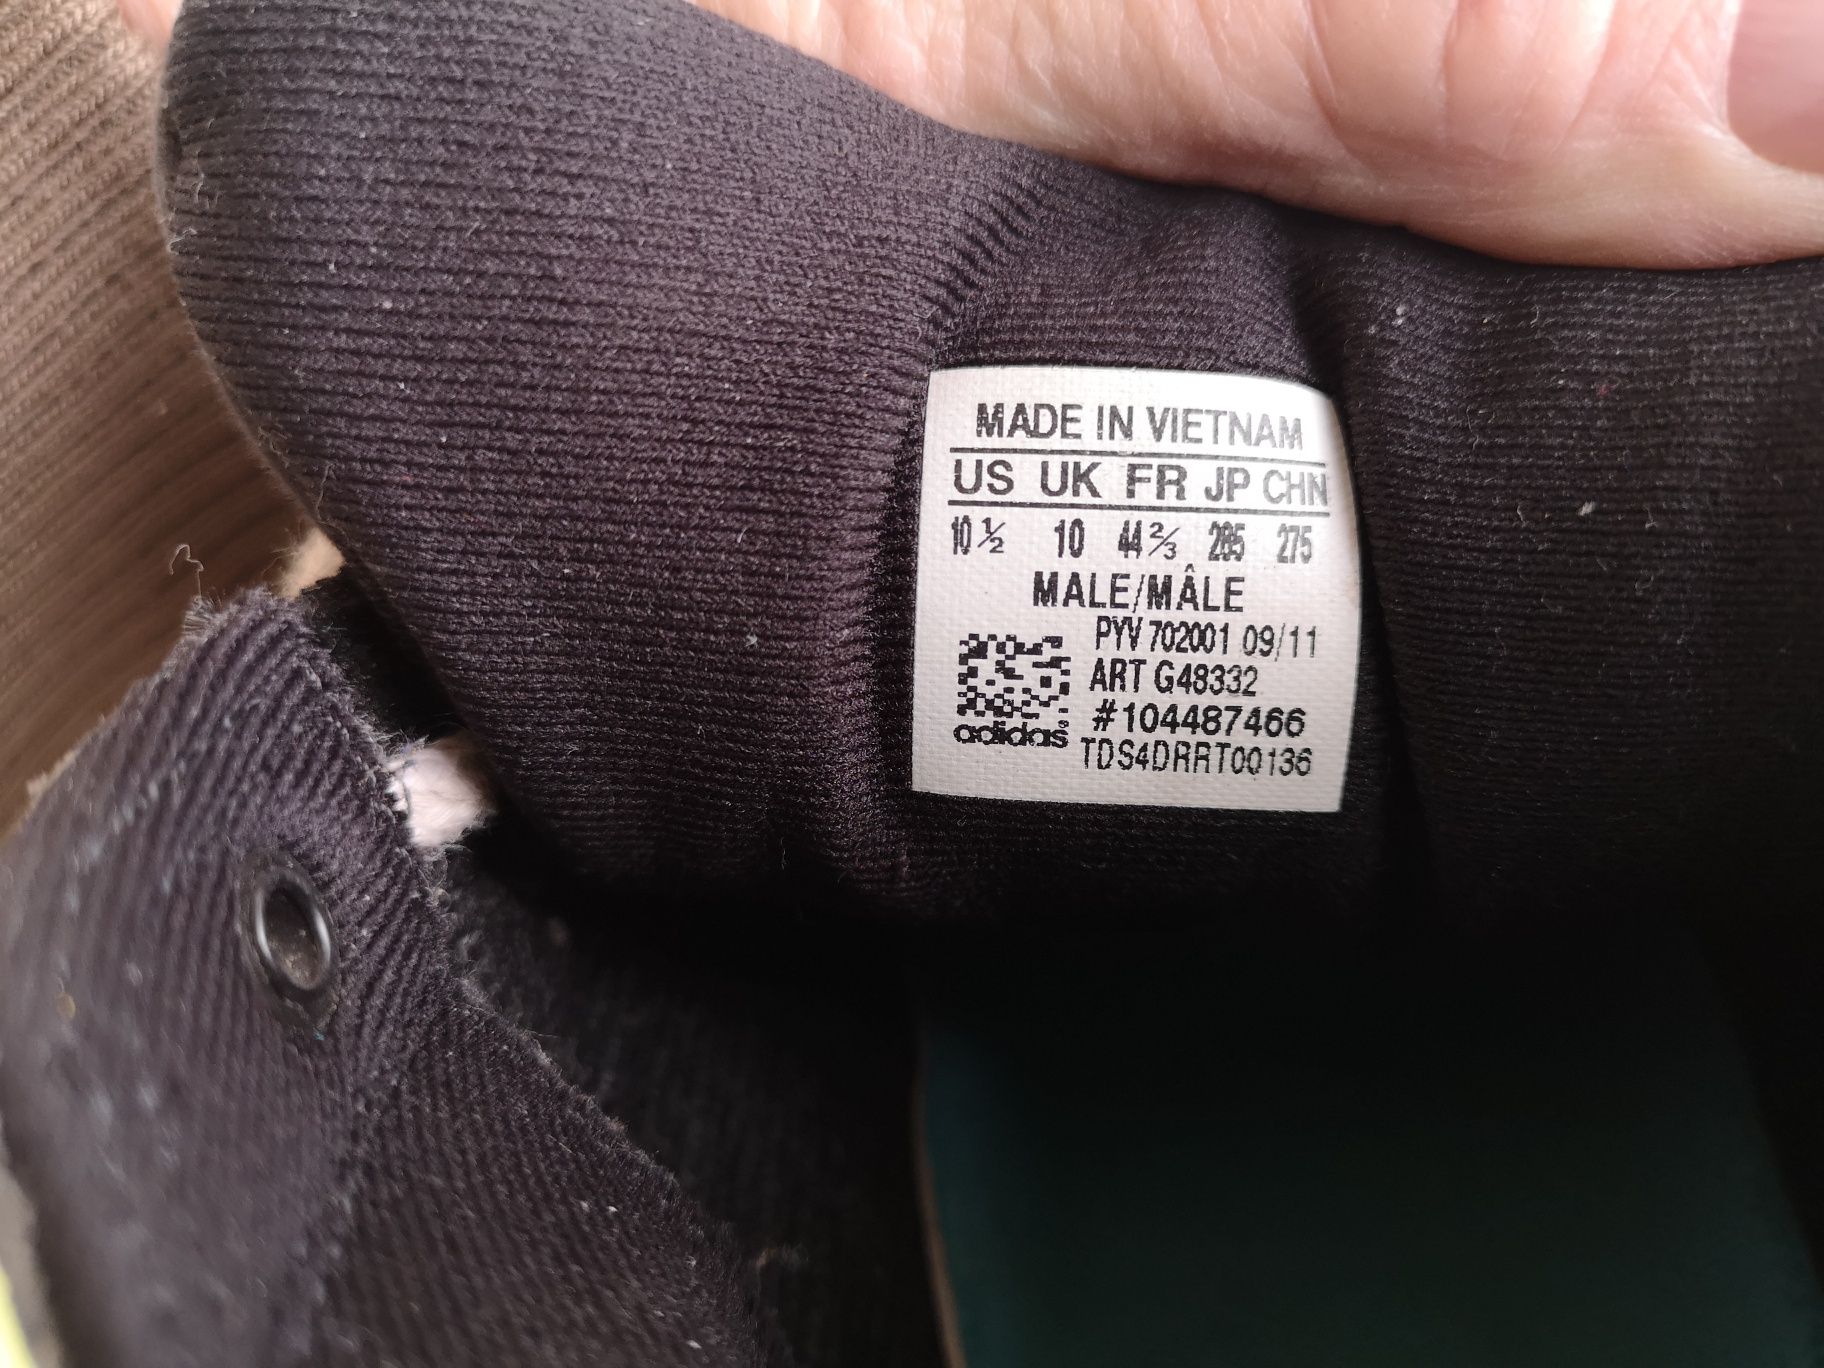 MADE IN VIETNAM
US UK FR JP CHN
10 ½ 10 44 ⅔ 285 275
MALE/MÂLE
PYV 702001 09/11
ART G48332
#104487466
adidas TDS4DRRT00136